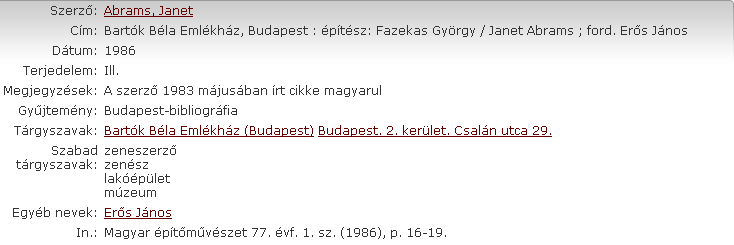 Szerző: Abrams, Janet
Cím: Bartók Béla Emlékház, Budapest : építész: Fazekas György / Janet Abrams ; ford. Erős János
Dátum: 1986
Terjedelem: Ill.
Megjegyzések: A szerző 1983 májusában írt cikke magyarul
Gyűjtemény: Budapest-bibliográfia
Tárgyszavak: Bartók Béla Emlékház (Budapest) Budapest. 2. kerület. Csalán utca 29.
Szabad zeneszerző
tárgyszavak: zenész
lakóépület
múzeum
Egyéb nevek: Erős János
In.: Magyar építőművészet 77. évf. 1. sz. (1986), p. 16-19.